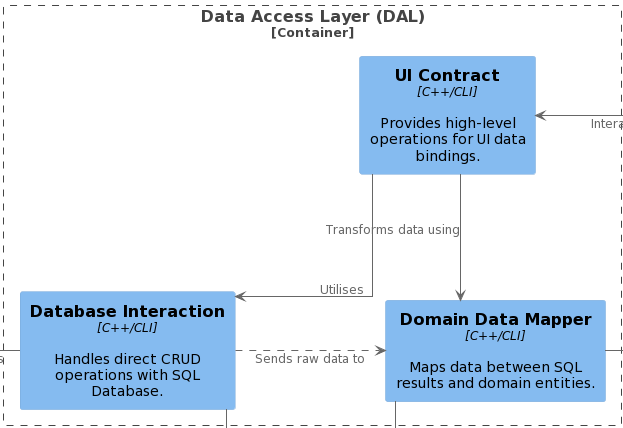 Data Access Layer (DAL)
[Container]
UI Contract
[C++/CLI]
Provides high-level
operations for UI data
bindings.
Transforms data using
Utilises
Database Interaction
[C++/CLI]
Handles direct CRUD
operations with SQL
Database.
Sends raw data to
Domain Data Mapper
[C++/CLI]
Maps data between SQL
results and domain entities.